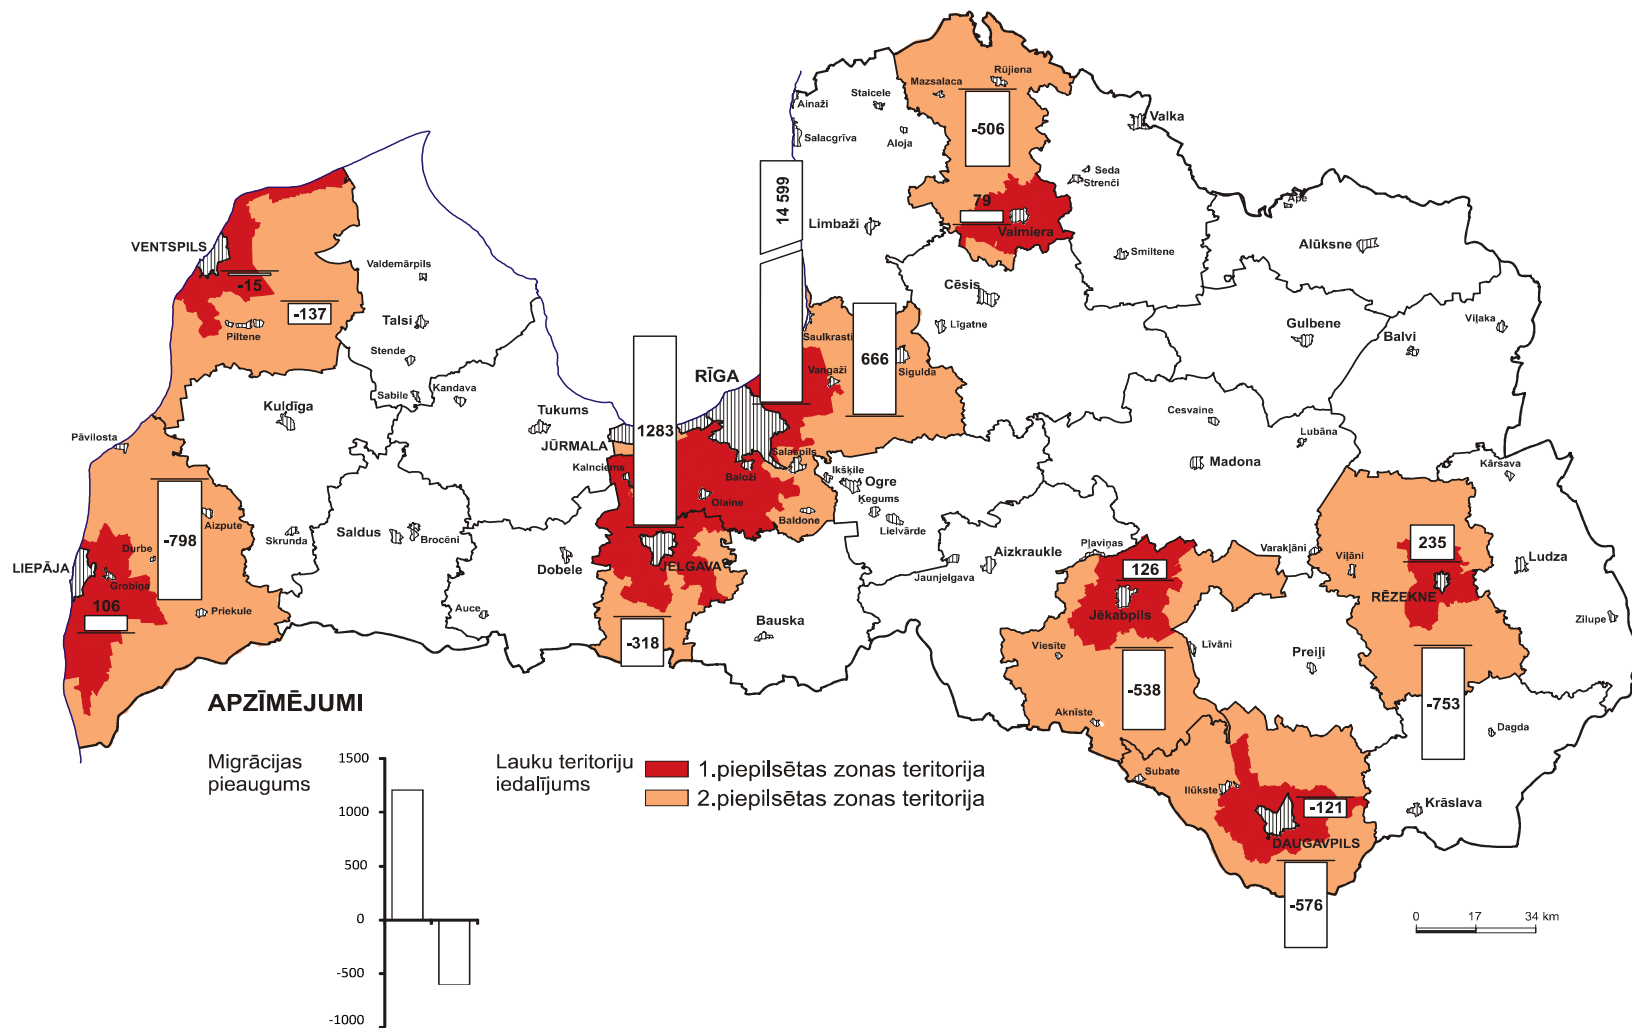 Mazsalaca
Rūjiena
Staicele
Ainaži
-506
Valka
Salacgrīva
Aloja
14 599
Seda
Strenči
79
Ape
Limbaži
Valmiera
VENTSPILS
Alūksne
Smiltene
Valdemārpils
-15
Cēsis
-137
Talsi
Līgatne
Gulbene
Viļaka
Piltene
Saulkrasti
Balvi
Stende
666
Sigulda
Vangaži
RĪGA
Sabile
Kandava
Kuldīga
Tukums
Cesvaine
1283
Pāvilosta
JŪRMALA
Lubāna
Salaspils
Madona
Kalnciems
Baloži
Ikšķile
Ogre
Kārsava
Olaine
Ķegums
-798
Aizpute
Baldone
Lielvārde
Skrunda
Saldus
Brocēni
235
Durbe
Pļaviņas
Varakļāni
Aizkraukle
Viļāni
Ludza
LIEPĀJA
Grobiņa
Dobele
JELGAVA
Jaunjelgava
126
RĒZEKNE
106
Priekule
Auce
Bauska
Jēkabpils
Zilupe
-318
Viesīte
Līvāni
Preiļi
-538
-753
APZĪMĒJUMI
Aknīste
Dagda
Migrācijas
pieaugums
1500
1000
500
0
-500
-1000
Lauku teritoriju
iedalījums
1.piepilsētas zonas teritorija
2.piepilsētas zonas teritorija
Subate
Ilūkste
-121
Krāslava
DAUGAVPILS
-576
0 17 34 km